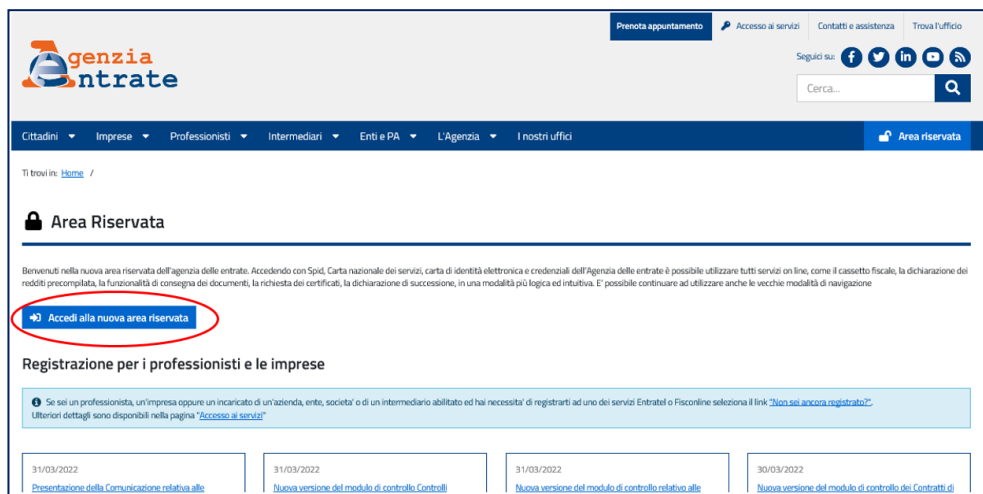 Prenota appuntamento Accesso ai servizi Contatti e assistenza Trova l'ufficio
Agenzia
Entrate
Seguici su:
Cerca...
Cittadini Imprese Professionisti Intermediari Enti e PA L'Agenzia I nostri uffici Area riservata
Ti trovi in: Home /
Area Riservata
Benvenuti nella nuova area riservata dell'agenzia delle entrate. Accedendo con Spid, Carta nazionale dei servizi, carta di identità elettronica e credenziali dell'Agenzia delle entrate è possibile utilizzare tutti servizi on line, come il cassetto fiscale, la dichiarazione dei
redditi precompilata, la funzionalità di consegna dei documenti, la richiesta dei certificati, la dichiarazione di successione, in una modalità più logica ed intuitiva. E' possibile continuare ad utilizzare anche le vecchie modalità di navigazione
Accedi alla nuova area riservata
Registrazione per i professionisti e le imprese
Se sei un professionista, un'impresa oppure un incaricato di un'azienda, ente, societa' o di un intermediario abilitato ed hai necessita' di registrarti ad uno dei servizi Entratel o Fisconline seleziona il link "Non sei ancora registrato?".
Ulteriori dettagli sono disponibili nella pagina "Accesso ai servizi"
31/03/2022
Presentazione della Comunicazione relativa alle
31/03/2022
Nuova versione del modulo di controllo Controlli
31/03/2022
Nuova versione del modulo di controllo relativo alle
30/03/2022
Nuova versione del modulo di controllo dei Contratti di